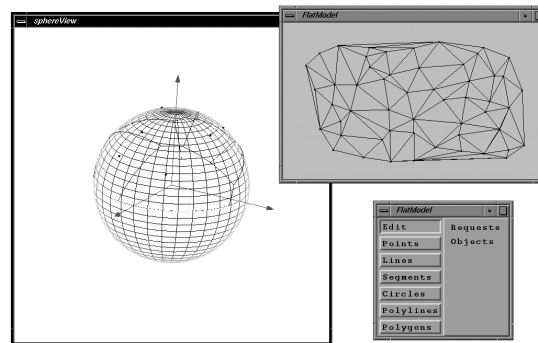 sphereView
FlatModel
FlatModel
Edit
Points
Lines
Segments
Circles
Polylines
Polygons
Requests
Objects